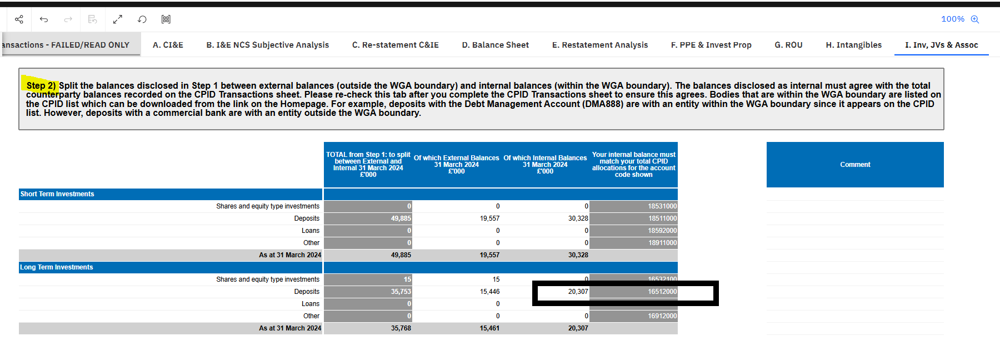 100%
ansactions - FAILED/READ ONLY A. CI&E B. I&E NCS Subjective Analysis C. Re-statement C&IE D. Balance Sheet E. Restatement Analysis F. PPE & Invest Prop G. ROU H. Intangibles I. Inv, JVs & Assoc
Step 2) Split the balances disclosed in Step 1 between external balances (outside the WGA boundary) and internal balances (within the WGA boundary). The balances disclosed as internal must agree with the total
counterparty balances recorded on the CPID Transactions sheet. Please re-check this tab after you complete the CPID Transactions sheet to ensure this agrees. Bodies that are within the WGA boundary are listed on
the CPID list which can be downloaded from the link on the Homepage. For example, deposits with the Debt Management Account (DMA888) are with an entity within the WGA boundary since it appears on the CPID
list. However, deposits with a commercial bank are with an entity outside the WGA boundary.
TOTAL from Step 1: to split
between External and
Internal 31 March 2024
£'000
Of which External Balances
31 March 2024
£'000
Of which Internal Balances
31 March 2024
£'000
Your internal balance must
match your total CPID
allocations for the account
code shown
Comment
Short Term Investments
Shares and equity type investments 0 0 0 18531000
Deposits 49,885 19,557 30,328 18511000
Loans 0 0 0 18592000
Other 0 0 0 18911000
As at 31 March 2024 49,885 19,557 30,328
Long Term Investments
Shares and equity type investments 15 15 0 16532100
Deposits 35,753 15,446 20,307 16512000
Loans 0 0
Other 0 0 0 16912000
As at 31 March 2024 35,768 15,461 20,307